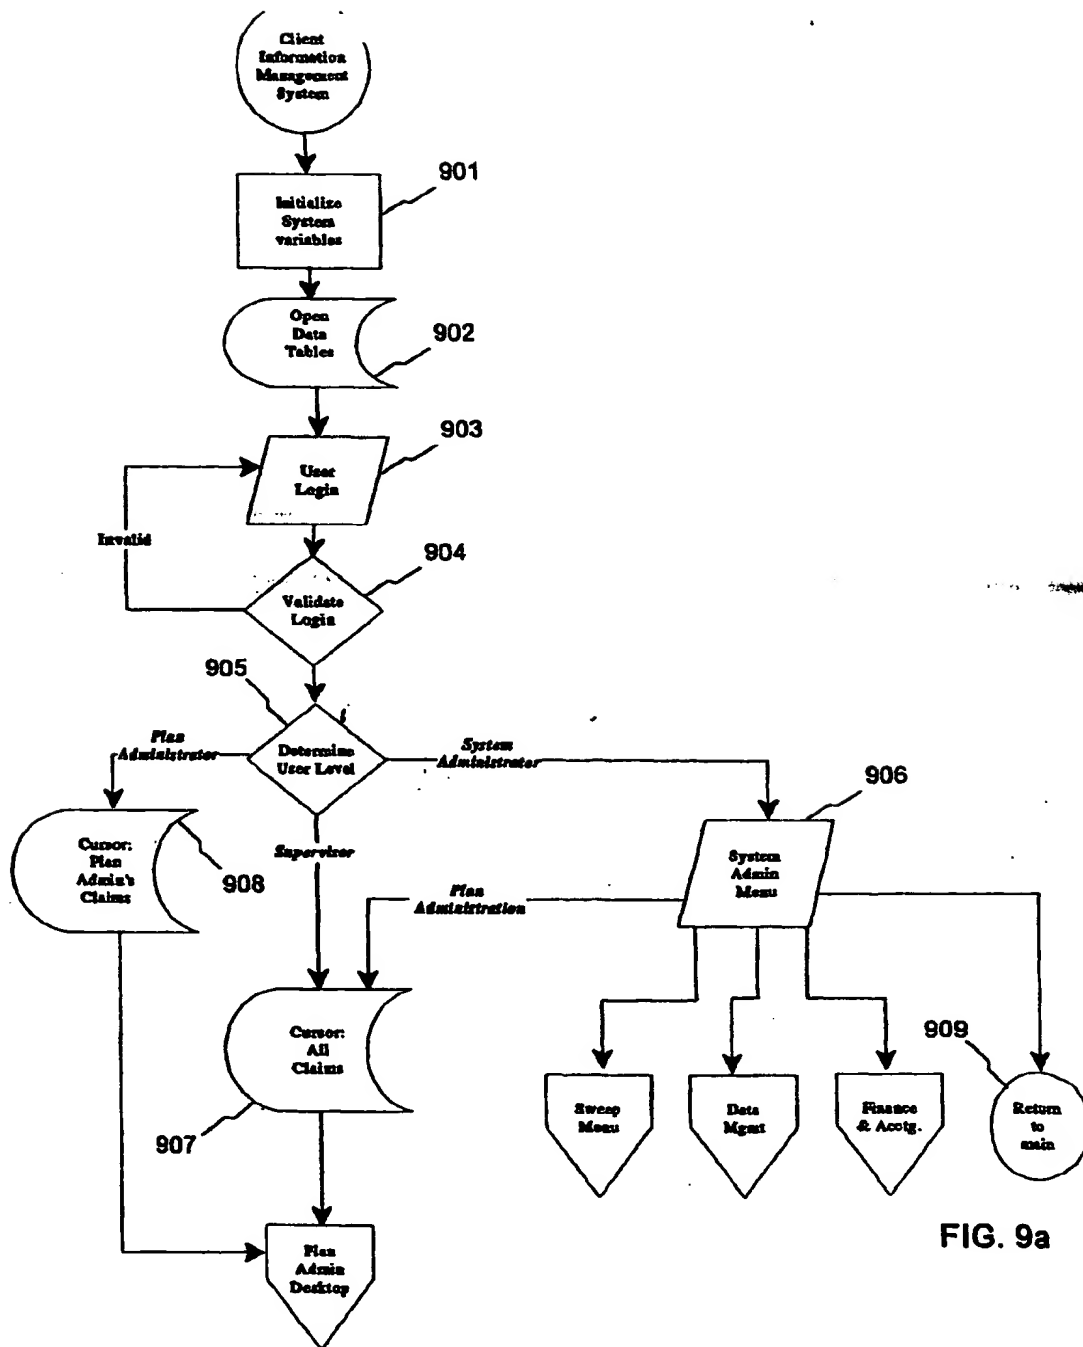 Client
Information
Management
System
901
Initialize
System
variables
Open
Data
Tables
902
903
User
Login
Invalid
904
Validate
Login
905
Plan
Administrator
Determine
User Level
System
Administrator
906
Cursor:
Plan
Admin's
Claims
908
Supervisor
System
Admin
Menu
Plan
Administration
Cursor:
All
Claims
907
909
Sweep
Menu
Data
Mgmt
Finance
& Acctg.
Return
to
main
Plan
Admin
Desktop
FIG. 9a